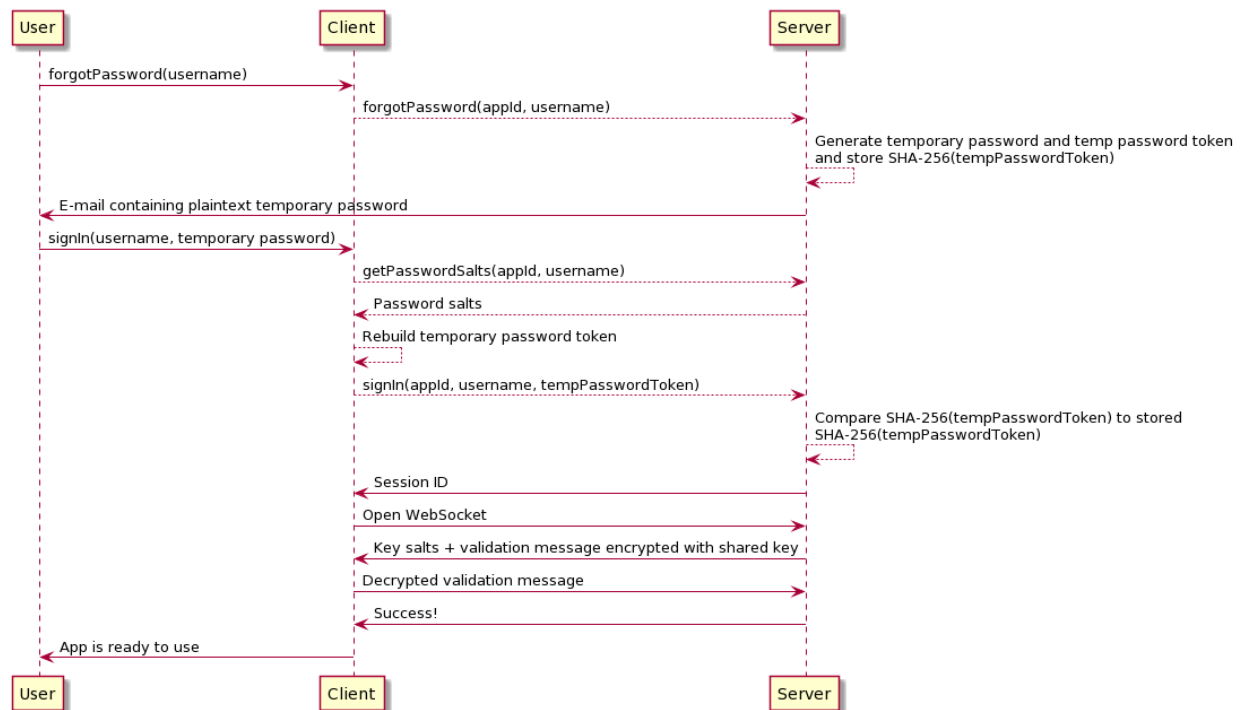 User
Client
Server
forgotPassword(username)
forgotPassword(appId, username)
Generate temporary password and temp password token
and store SHA-256(tempPasswordToken)
E-mail containing plaintext temporary password
signIn(username, temporary password)
getPasswordSalts(appId, username)
Password salts
Rebuild temporary password token
signIn(appId, username, tempPasswordToken)
Compare SHA-256(tempPasswordToken) to stored
SHA-256(tempPasswordToken)
Session ID
Open WebSocket
Key salts + validation message encrypted with shared key
Decrypted validation message
Success!
App is ready to use
User
Client
Server